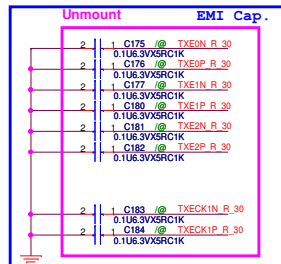 Unmount EMI Cap.
2 1 C175 /@ TXE0N_R_30
0.1U6.3VX5RC1K
2 1 C176 /@ TXE0P_R_30
0.1U6.3VX5RC1K
2 1 C177 /@ TXE1N_R_30
0.1U6.3VX5RC1K
2 1 C180 /@ TXE1P_R_30
0.1U6.3VX5RC1K
2 1 C181 /@ TXE2N_R_30
0.1U6.3VX5RC1K
2 1 C182 /@ TXE2P_R_30
0.1U6.3VX5RC1K
2 1 C183 /@ TXECK1N_R_30
0.1U6.3VX5RC1K
2 1 C184 /@ TXECK1P_R_30
0.1U6.3VX5RC1K